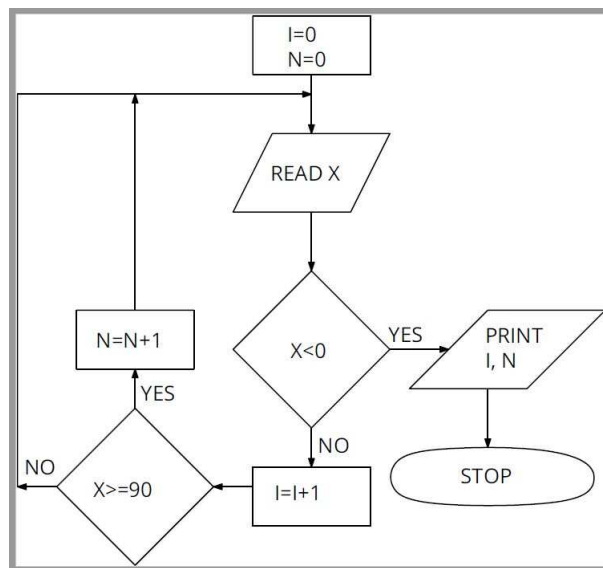 I=0
N=0
READ X
X<0
YES
PRINT
I, N
STOP
NO
I=I+1
X>=90
YES
N=N+1
NO